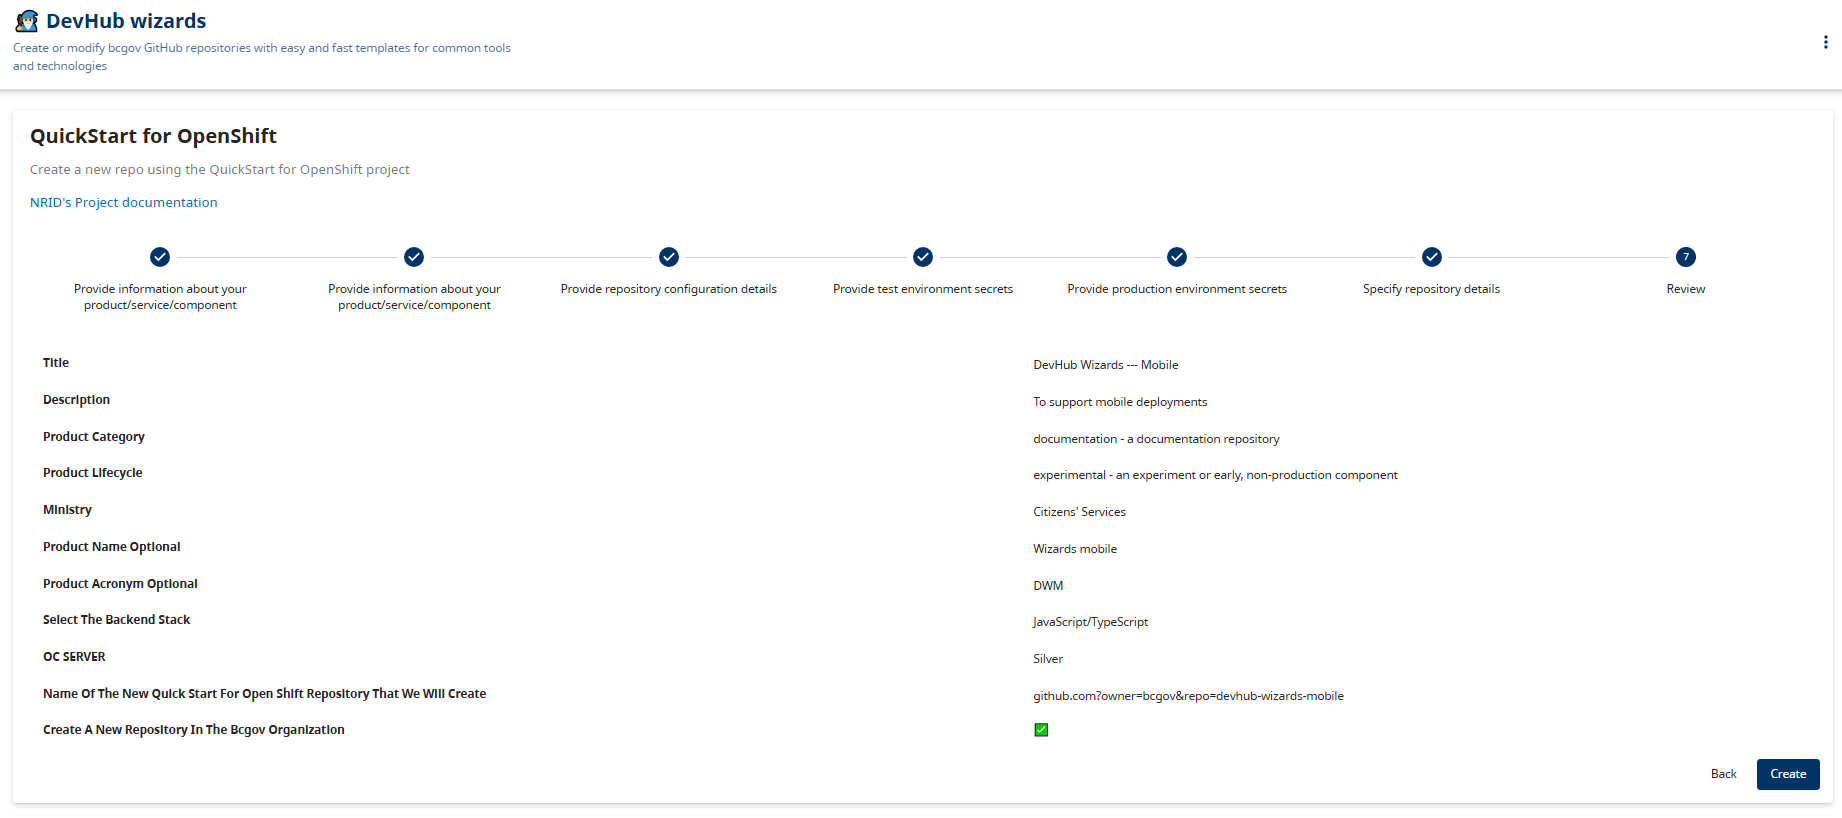 DevHub wizards
Create or modify bcgov GitHub repositories with easy and fast templates for common tools
and technologies
QuickStart for OpenShift
Create a new repo using the QuickStart for OpenShift project
NRID's Project documentation
7
Provide information about your
product/service/component
Provide information about your
product/service/component
Provide repository configuration details
Provide test environment secrets
Provide production environment secrets
Specify repository details
Review
Title
DevHub Wizards --- Mobile
Description
To support mobile deployments
Product Category
documentation - a documentation repository
Product Lifecycle
experimental - an experiment or early, non-production component
Ministry
Citizens' Services
Product Name Optional
Wizards mobile
Product Acronym Optional
DWM
Select The Backend Stack
JavaScript/TypeScript
OC SERVER
Silver
Name Of The New Quick Start For Open Shift Repository That We Will Create
github.com?owner=bcgov&repo=devhub-wizards-mobile
Create A New Repository In The Bcgov Organization
Back
Create